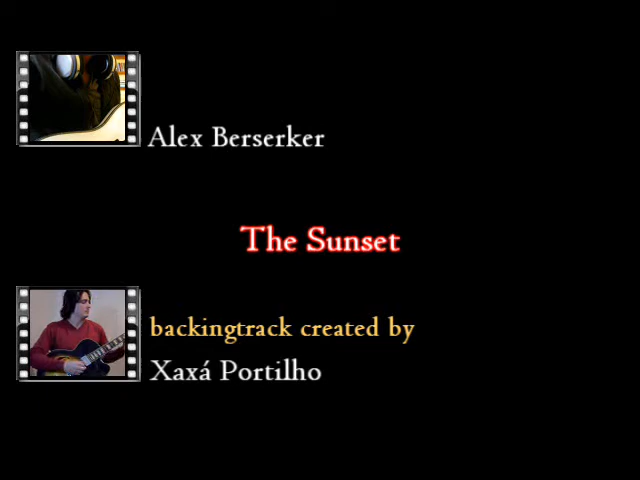 Alex Berserker
The Sunset
backingtrack created by
Xaxá Portilho